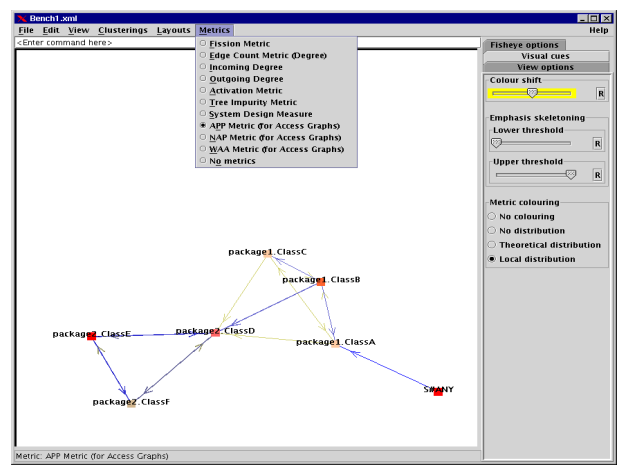 Bench1.xml
File Edit View Clusterings Layouts Metrics Help
<Enter command here>
Fission Metric
Edge Count Metric (Degree)
Incoming Degree
Outgoing Degree
Activation Metric
Tree Impurity Metric
System Design Measure
APP Metric (for Access Graphs)
NAP Metric (for Access Graphs)
WAA Metric (for Access Graphs)
No metrics
Fisheye options
Visual cues
View options
Colour shift
R
Emphasis skeletoning
Lower threshold
R
Upper threshold
R
Metric colouring
No colouring
No distribution
Theoretical distribution
Local distribution
package1.ClassC
package1.ClassB
package2.ClassE
package2.ClassD
package1.ClassA
S#ANY
package2.ClassF
Metric: APP Metric (for Access Graphs)